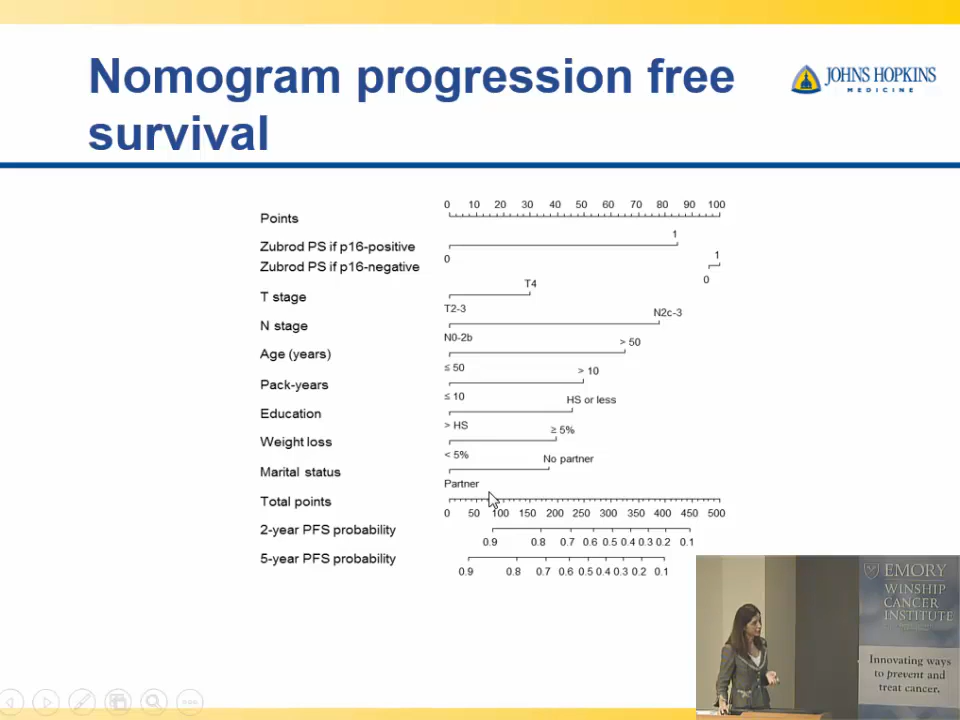 Nomogram progression free
survival
JOHNS HOPKINS
MEDICINE
0 10 20 30 40 50 60 70 80 90 100
Points
1
Zubrod PS if p16-positive
0
1
Zubrod PS if p16-negative
0
T4
T stage
T2-3
N2c-3
N stage
N0-2b
> 50
Age (years)
≤ 50
> 10
Pack-years
≤ 10
HS or less
Education
> HS
≥ 5%
Weight loss
< 5%
No partner
Marital status
Partner
Total points
0 50 100 150 200 250 300 350 400 450 500
2-year PFS probability
0.9 0.8 0.7 0.6 0.5 0.4 0.3 0.2 0.1
5-year PFS probability
0.9 0.8 0.7 0.6 0.5 0.4 0.3 0.2 0.1
EMORY
WINSHIP
CANCER
INSTITUTE
Innovating ways
to prevent and
treat cancer.